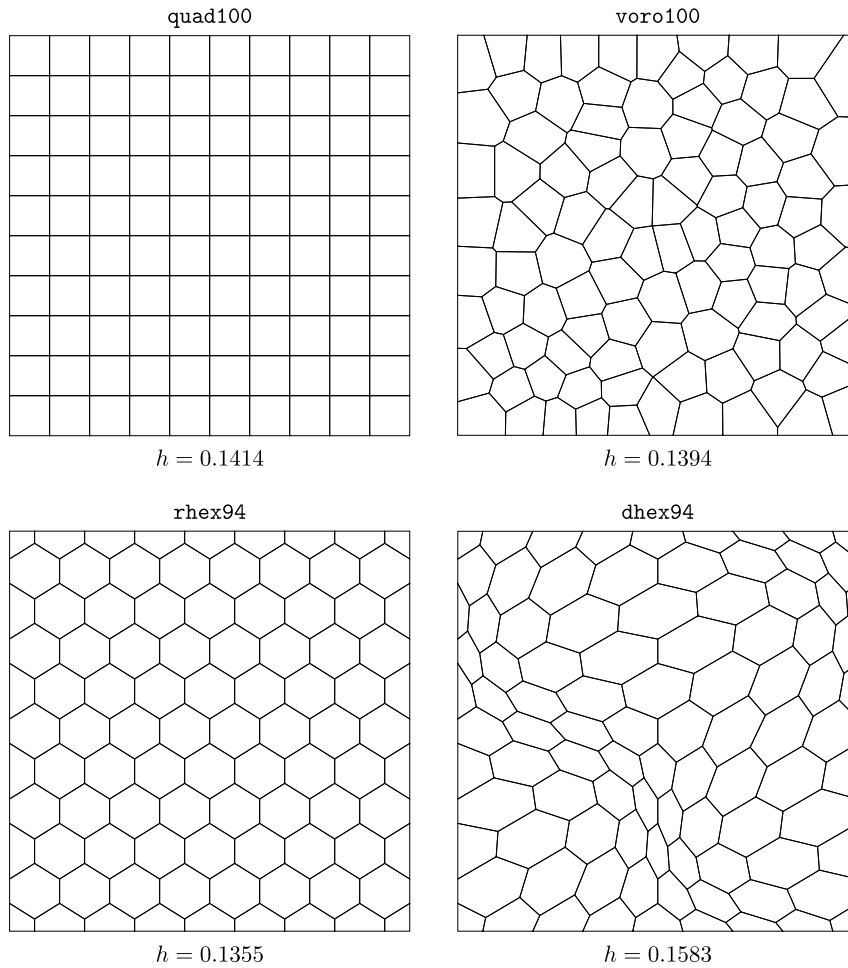 quad100
voro100
h = 0.1414
h = 0.1394
rhex94
dhex94
h = 0.1355
h = 0.1583